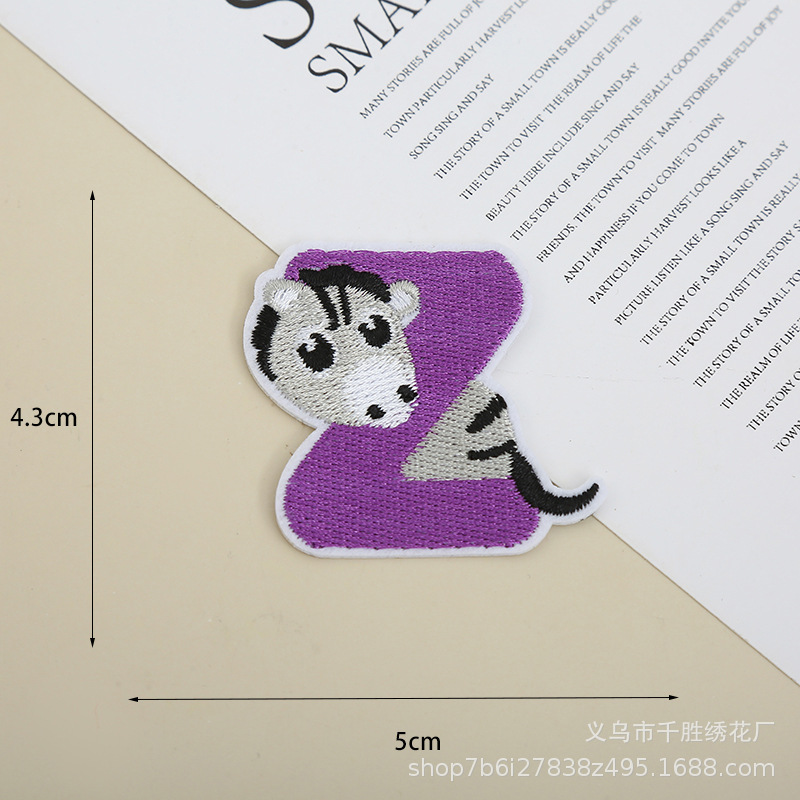 SMA
MANY STORIES ARE FULL OF
TOWN PARTICULARLY HARVEST
SONG SING AND SAY
THE STORY OF A SMALL TOWN IS REALLY GOOD
THE TOWN TO VISIT THE REALM OF LIFE THE
BEAUTY HERE INCLUDE SING AND SAY
THE STORY OF A SMALL TOWN IS REALLY GOOD INVITE YOU
FRIENDS. THE TOWN TO VISIT MANY STORIES ARE FULL OF JOY
AND HAPPINESS IF YOU COME TO TOWN
PARTICULARLY HARVEST LOOKS LIKE A
PICTURE LISTEN LIKE A SONG SING AND SAY
THE STORY OF A SMALL TOWN IS REALLY
THE TOWN TO VISIT THE STORY
THE STORY OF A SMALL TOWN
THE REALM OF LIFE
THE STORY OF
THE TOWN
Z
4.3cm
5cm
义乌市千胜绣花厂
shop7b6i27838z495.1688.com